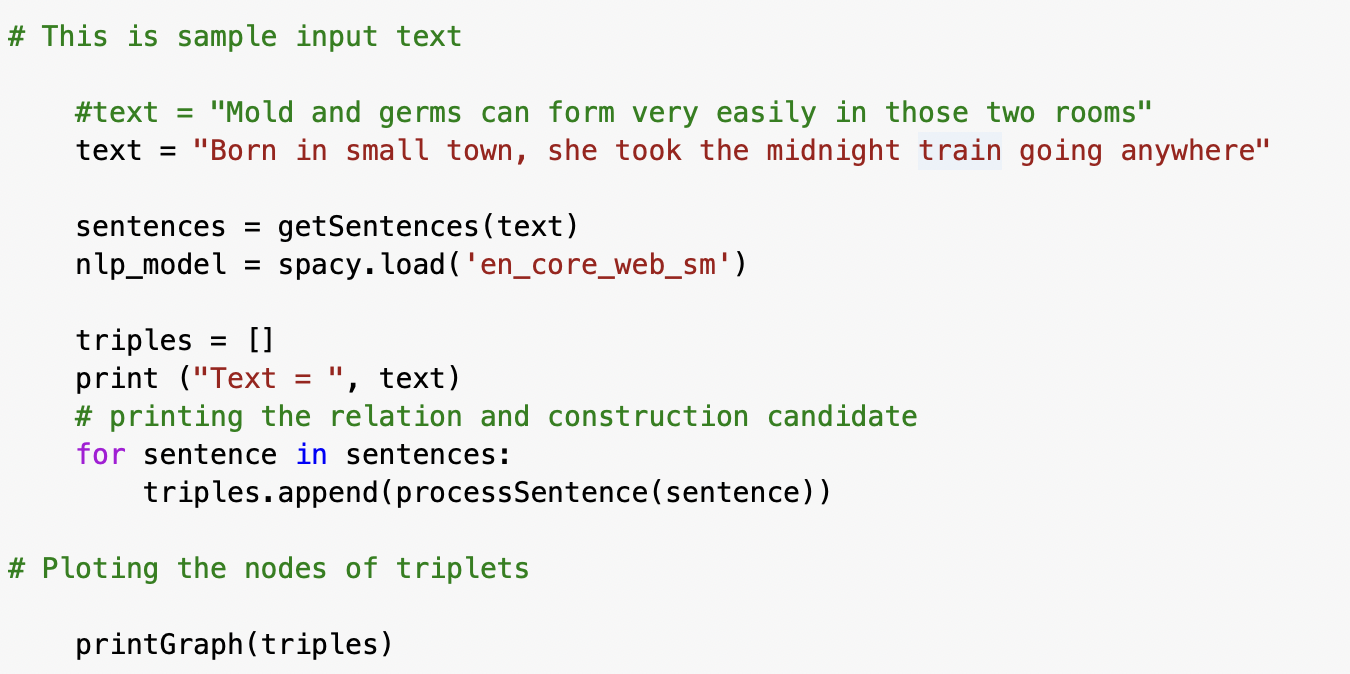 # This is sample input text
#text = "Mold and germs can form very easily in those two rooms"
text = "Born in small town, she took the midnight train going anywhere"
sentences = getSentences(text)
nlp_model = spacy.load('en_core_web_sm')
triples = []
print ("Text = ", text)
# printing the relation and construction candidate
for sentence in sentences:
triples.append(processSentence(sentence))
# Ploting the nodes of triplets
printGraph(triples)